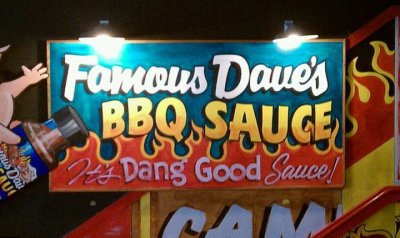 Famous Dave's
BBQ SAUCE
It's Dang Good Sauce!